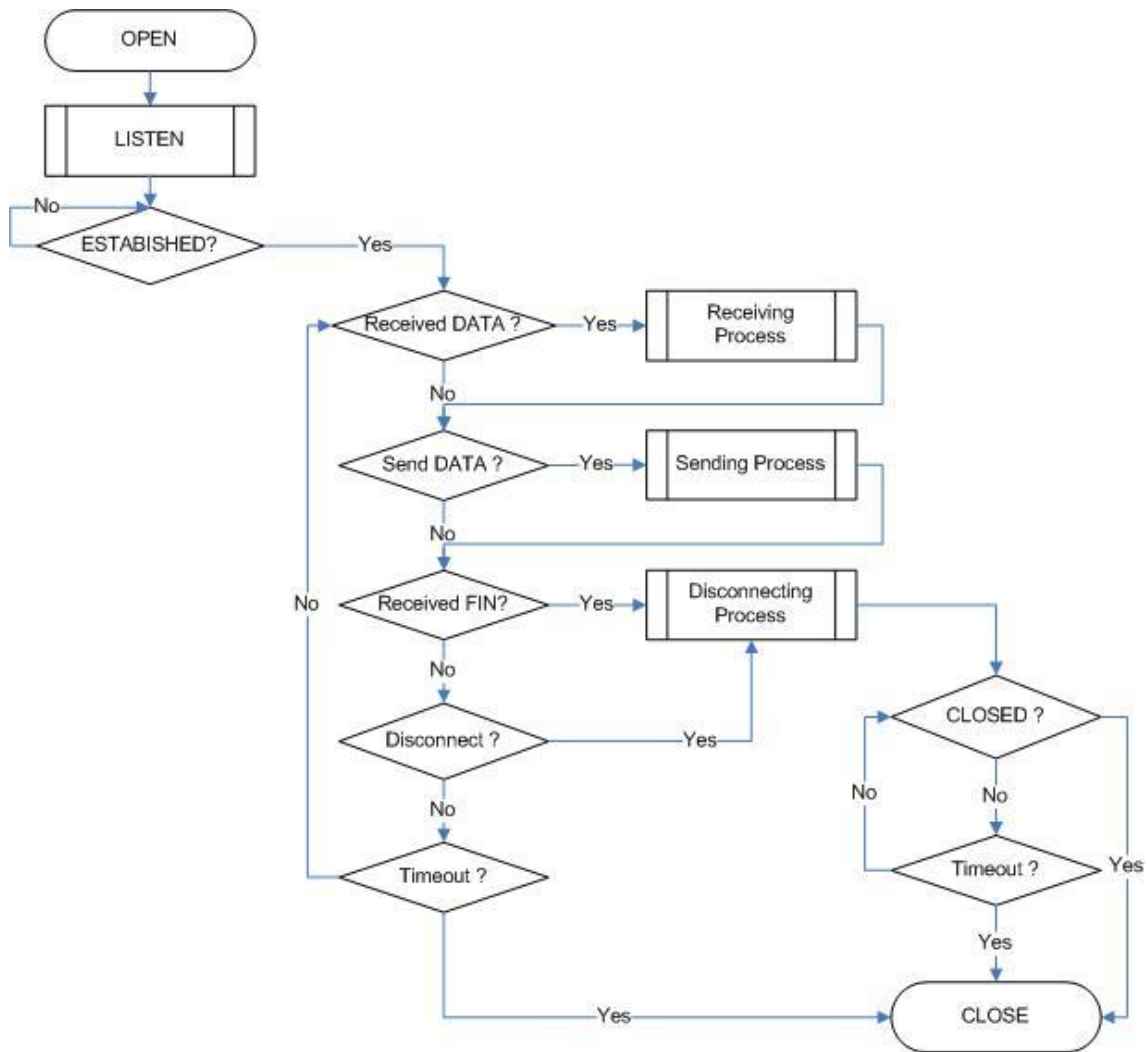 OPEN
LISTEN
No
ESTABISHED?
Yes
Received DATA ?
Yes
Receiving
Process
No
Send DATA ?
Yes
Sending Process
No
No
Received FIN?
Yes
Disconnecting
Process
No
CLOSED ?
Disconnect ?
Yes
No
No
No
Timeout ?
Timeout ?
Yes
Yes
Yes
CLOSE